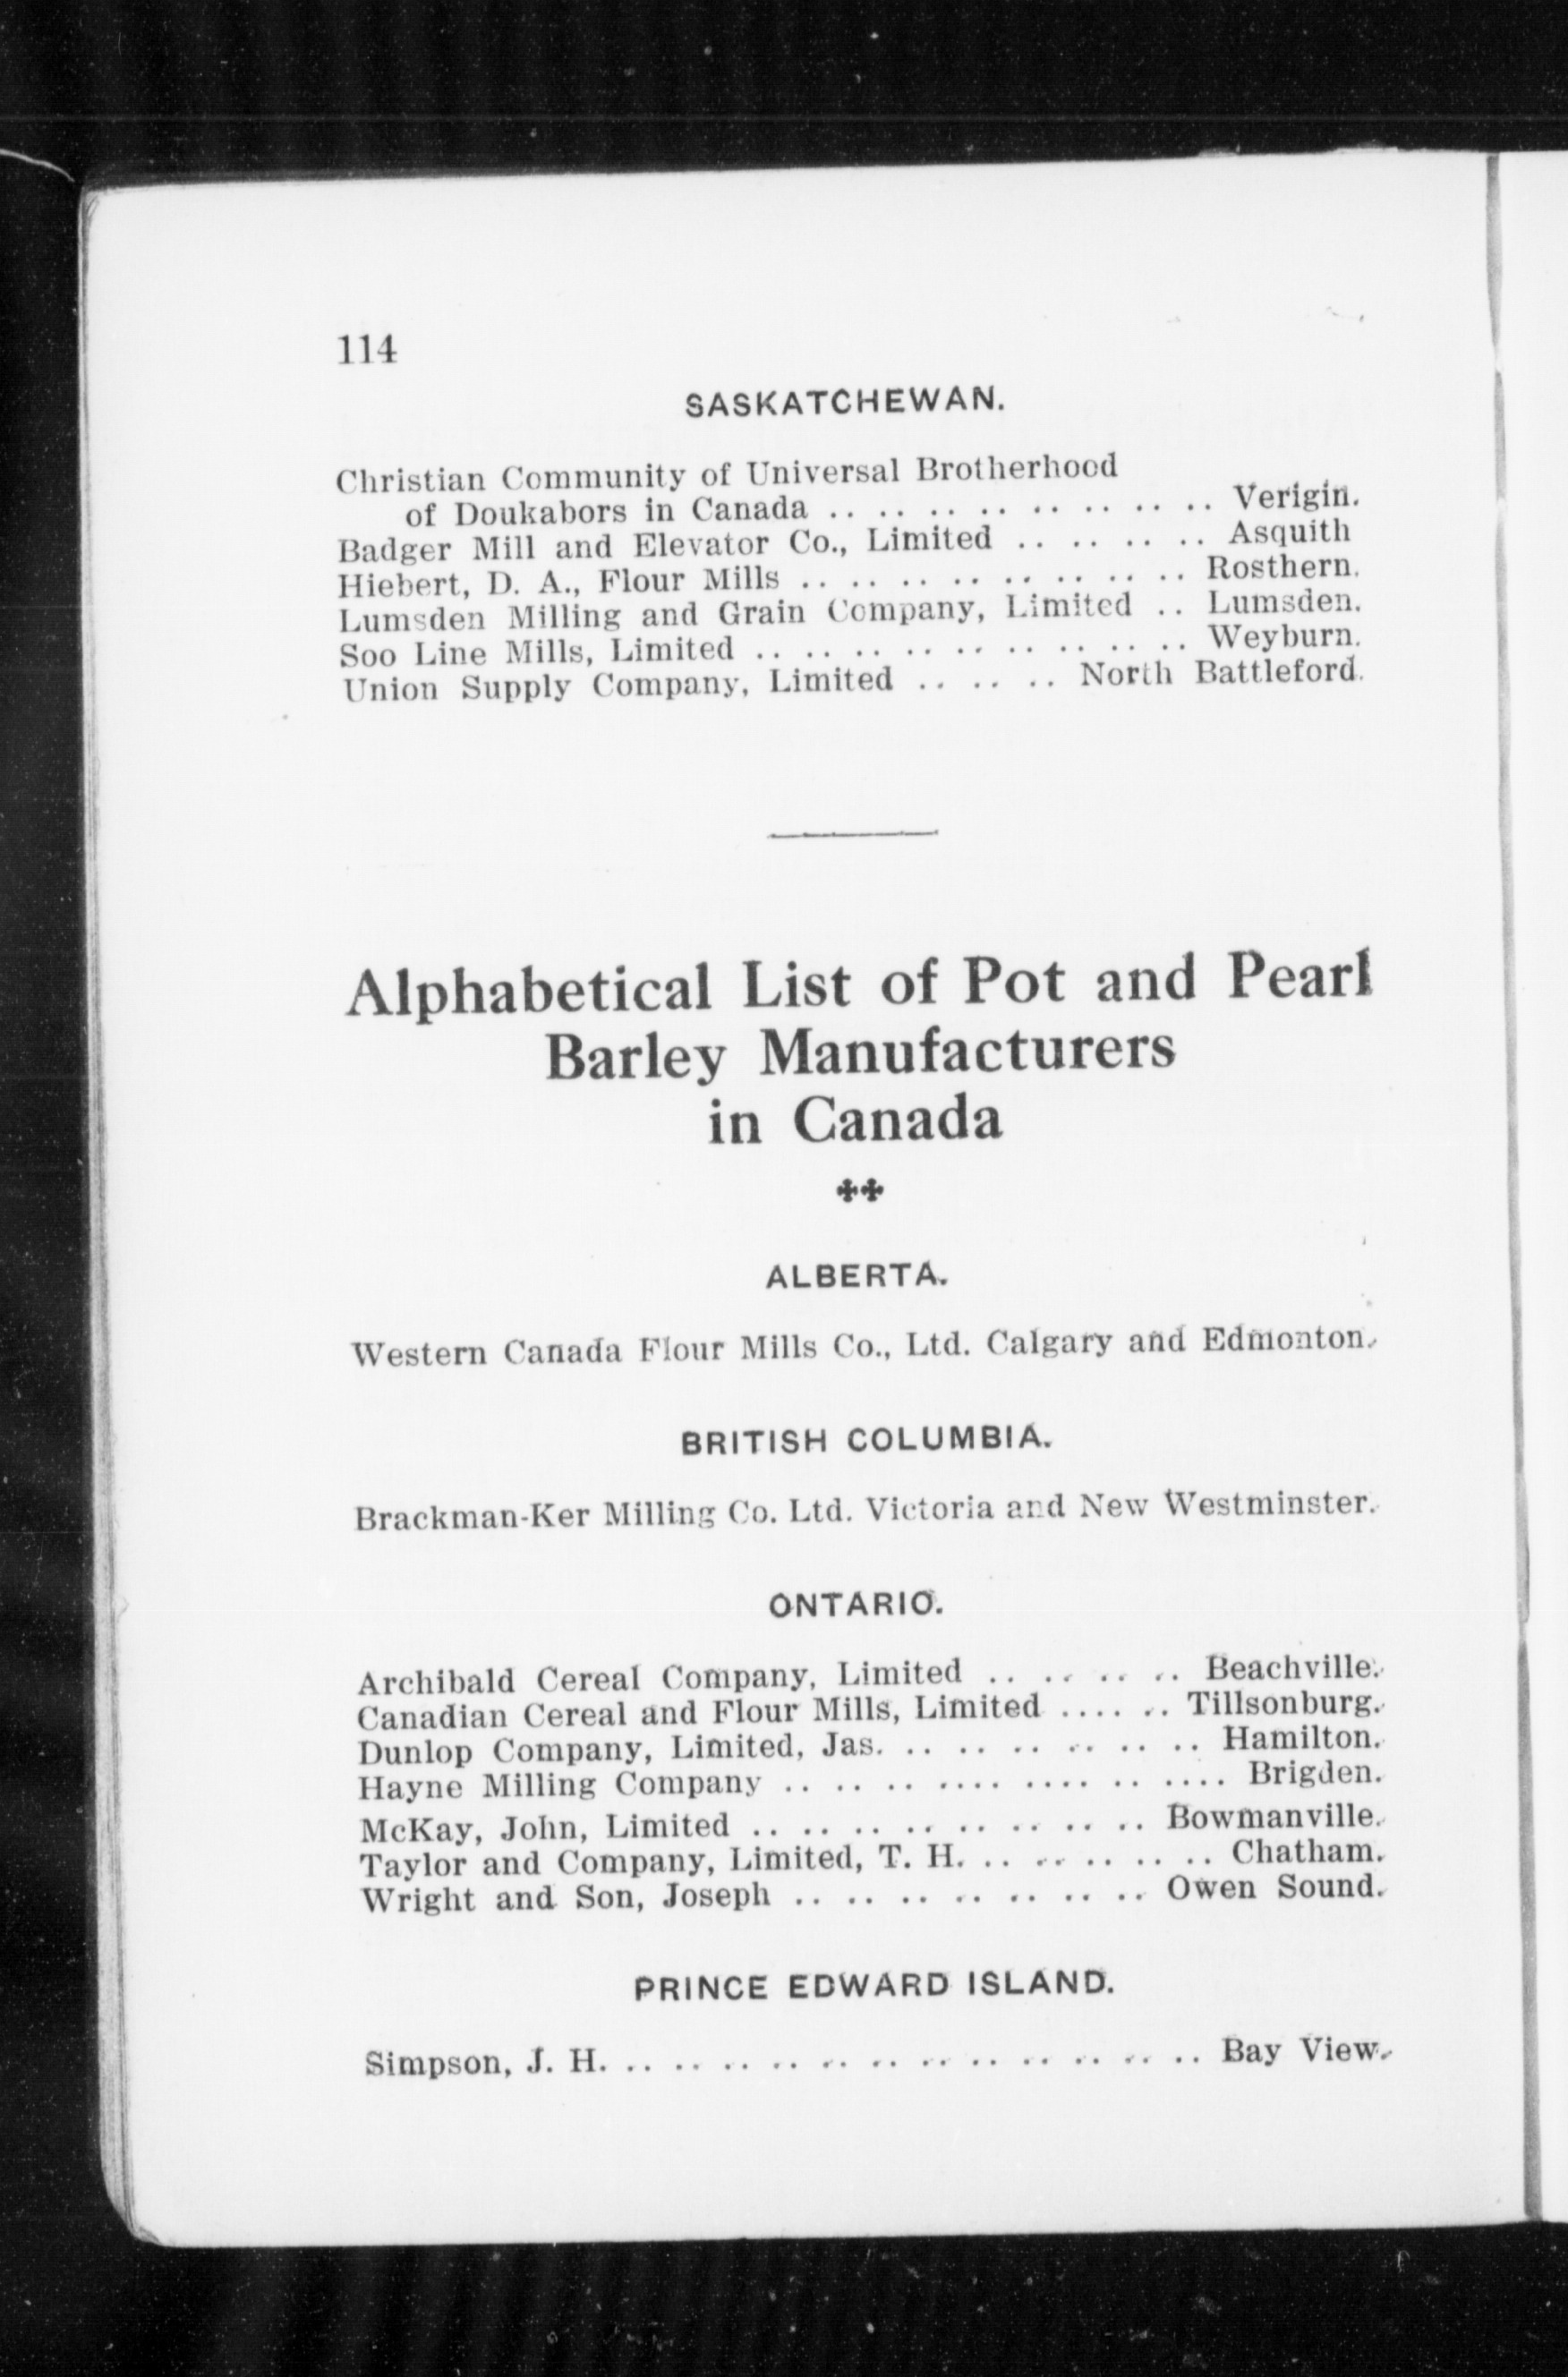 114
SASKATCHEWAN.
Christian Community of Universal Brotherhood
of Doukabors in Canada .. .. .. .. .. .. .. .. Verigin.
Badger Mill and Elevator Co., Limited .. .. .. .. Asquith
Hiebert, D. A., Flour Mills .. .. .. .. .. .. .. .. Rosthern.
Lumsden Milling and Grain Company, Limited .. Lumsden.
Soo Line Mills, Limited .. .. .. .. .. .. .. .. .. Weyburn.
Union Supply Company, Limited .. .. .. North Battleford.
Alphabetical List of Pot and Pearl
Barley Manufacturers
in Canada
ALBERTA.
Western Canada Flour Mills Co., Ltd. Calgary and Edmonton.
BRITISH COLUMBIA.
Brackman-Ker Milling Co. Ltd. Victoria and New Westminster.
ONTARIO.
Archibald Cereal Company, Limited .. .. .. .. Beachville.
Canadian Cereal and Flour Mills, Limited .. .. .. Tillsonburg.
Dunlop Company, Limited, Jas. .. .. .. .. .. .. Hamilton.
Hayne Milling Company .. .. .. .... .... .. .... Brigden.
McKay, John, Limited .. .. .. .. .. .. .. .. Bowmanville.
Taylor and Company, Limited, T. H. .. .. .. .. .. Chatham.
Wright and Son, Joseph .. .. .. .. .. .. .. Owen Sound.
PRINCE EDWARD ISLAND.
Simpson, J. H. .. .. .. .. .. .. .. .. .. .. .. .. Bay View.